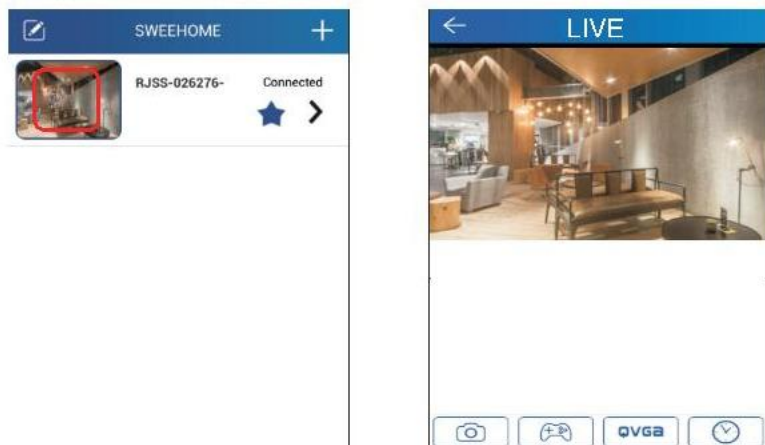 SWEEHOME
RJSS-026276-
Connected
LIVE
QVGa